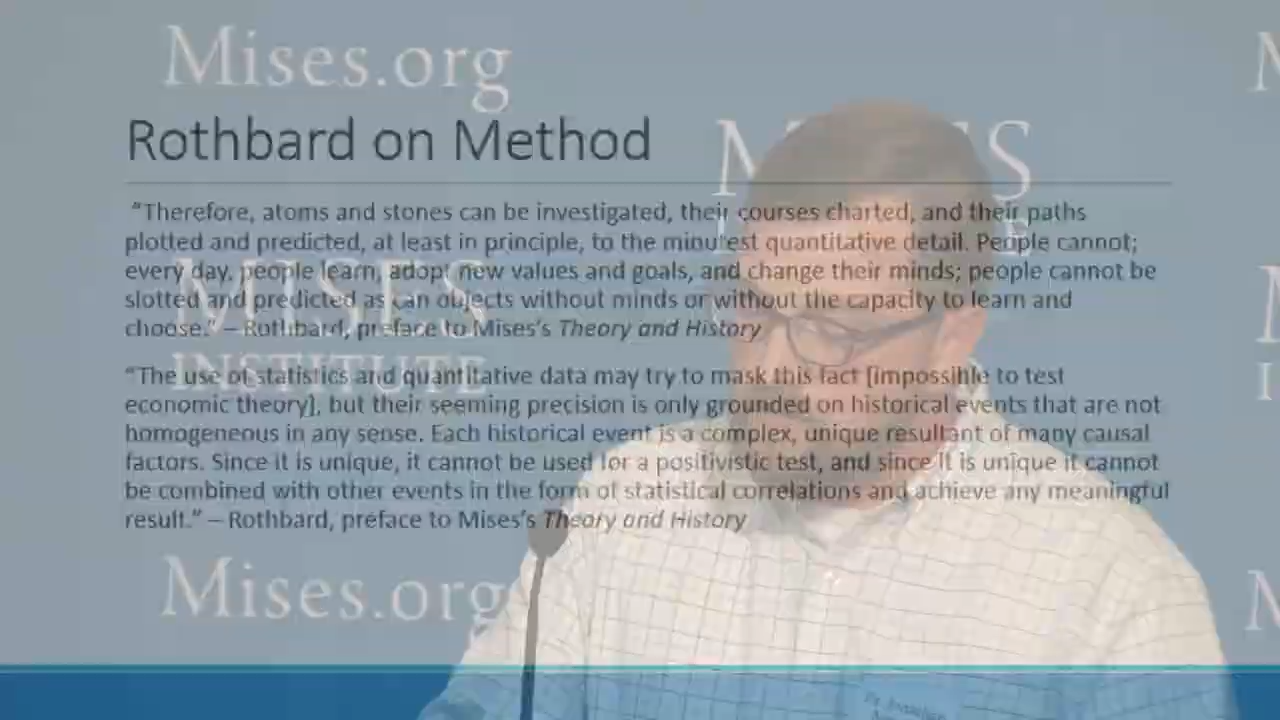 Mises.org
Rothbard on Method
"Therefore, atoms and stones can be investigated, their courses charted, and their paths
plotted and predicted, at least in principle, to the minutest quantitative detail. People cannot;
every day, people learn, adopt new values and goals, and change their minds; people cannot be
slotted and predicted as can objects without minds or without the capacity to learn and
choose." – Rothbard, preface to Mises's Theory and History
MISES
INSTITUTE
"The use of statistics and quantitative data may try to mask this fact [impossible to test
economic theory], but their seeming precision is only grounded on historical events that are not
homogeneous in any sense. Each historical event is a complex, unique resultant of many causal
factors. Since it is unique, it cannot be used for a positivistic test, and since it is unique it cannot
be combined with other events in the form of statistical correlations and achieve any meaningful
result." – Rothbard, preface to Mises's Theory and History
Mises.org